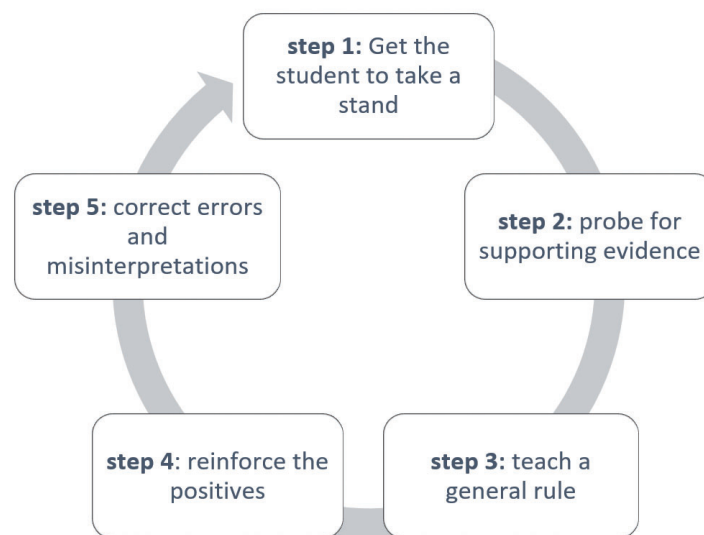 step 1: Get the
student to take a
stand
step 2: probe for
supporting evidence
step 3: teach a
general rule
step 4: reinforce the
positives
step 5: correct errors
and
misinterpretations